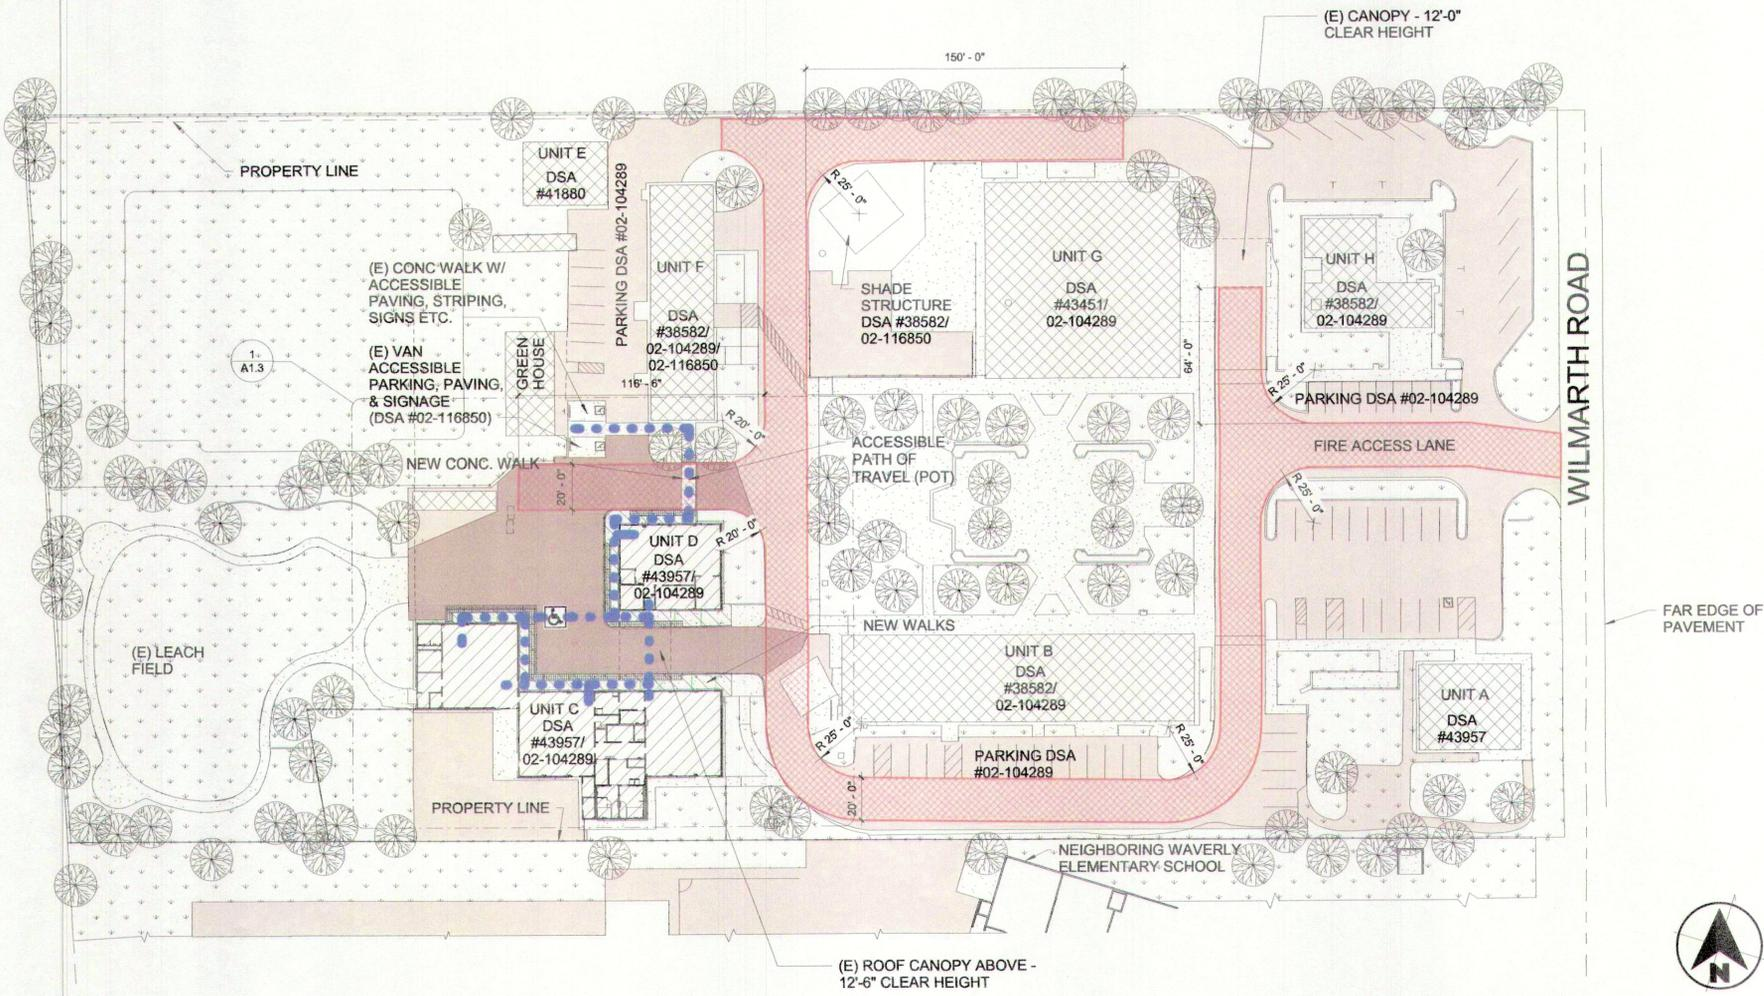 (E) CANOPY - 12'-0"
CLEAR HEIGHT
150' - 0"
PROPERTY LINE
UNIT E
DSA
#41880
PARKING DSA #02-104289
R 25' - 0"
UNIT F
DSA
#38582/
02-104289/
02-116850
(E) CONC WALK W/
ACCESSIBLE
PAVING, STRIPING,
SIGNS ETC.
(E) VAN
ACCESSIBLE
PARKING, PAVING,
& SIGNAGE
(DSA #02-116850)
1
A1.3
GREEN
HOUSE
116' - 6"
SHADE
STRUCTURE
DSA #38582/
02-116850
UNIT G
DSA
#43451/
02-104289
UNIT H
DSA
#38582/
02-104289
64' - 0"
R 25' - 0"
PARKING DSA #02-104289
WILMARTH ROAD
R 20' - 0"
NEW CONC. WALK
20' - 0"
ACCESSIBLE
PATH OF
TRAVEL (POT)
FIRE ACCESS LANE
R 25' - 0"
R 20' - 0"
UNIT D
DSA
#43957/
02-104289
NEW WALKS
FAR EDGE OF
PAVEMENT
(E) LEACH
FIELD
UNIT B
DSA
#38582/
02-104289
UNIT A
DSA
#43957
UNIT C
DSA
#43957/
02-104289
R 25' - 0"
R 25' - 0"
PARKING DSA
#02-104289
20' - 0"
PROPERTY LINE
NEIGHBORING WAVERLY
ELEMENTARY SCHOOL
(E) ROOF CANOPY ABOVE -
12'-6" CLEAR HEIGHT
N